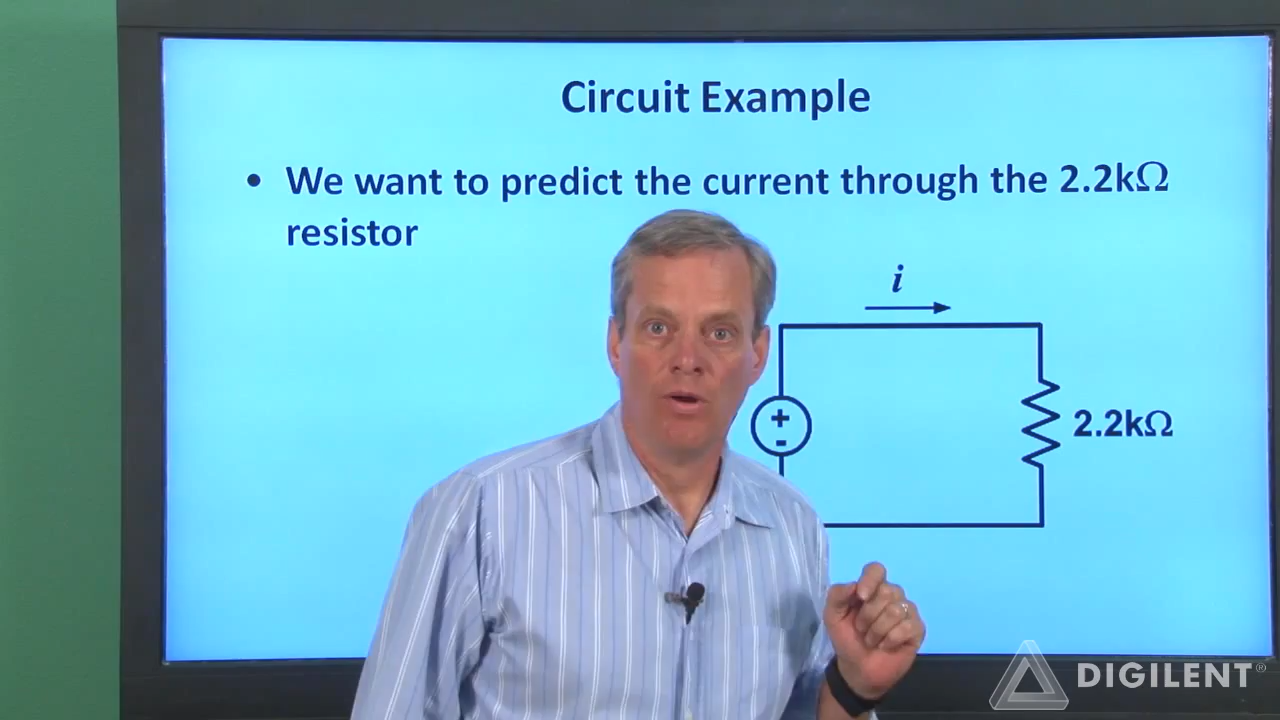 Circuit Example
• We want to predict the current through the 2.2kΩ
resistor
i
+
-
2.2kΩ
DIGILENT®